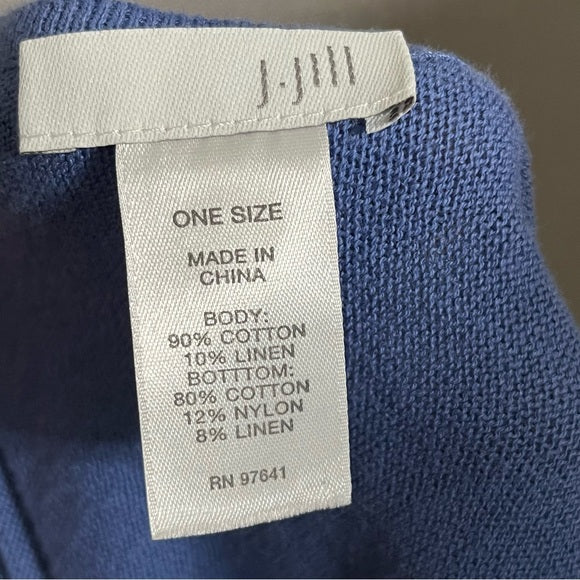 J.Jill
ONE SIZE
MADE IN
CHINA
BODY:
90% COTTON
10% LINEN
BOTTTOM:
80% COTTON
12% NYLON
8% LINEN
RN 97641